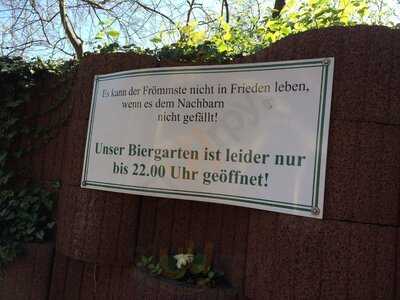 Es kann der Frömmste nicht in Frieden leben,
wenn es dem Nachbarn
nicht gefällt!
Unser Biergarten ist leider nur
bis 22.00 Uhr geöffnet!